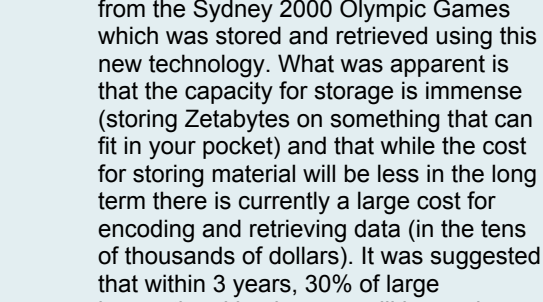 from the Sydney 2000 Olympic Games
which was stored and retrieved using this
new technology. What was apparent is
that the capacity for storage is immense
(storing Zetabytes on something that can
fit in your pocket) and that while the cost
for storing material will be less in the long
term there is currently a large cost for
encoding and retrieving data (in the tens
of thousands of dollars). It was suggested
that within 3 years, 30% of large